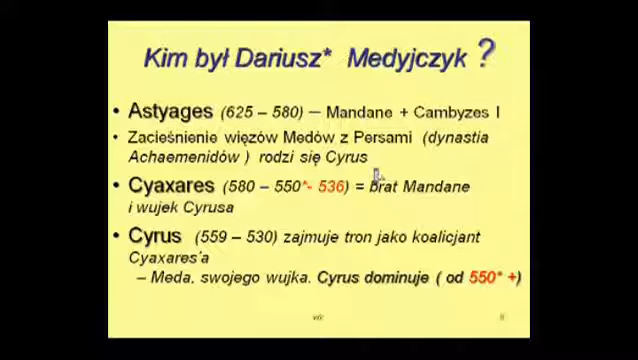 Kim był Dariusz* Medyjczyk ?
• Astyages (625 – 580) — Mandane + Cambyzes I
• Zacieśnienie więzów Medów z Persami (dynastia
Achaemenidów ) rodzi się Cyrus
• Cyaxares (580 – 550*- 536) = brat Mandane
i wujek Cyrusa
• Cyrus (559 – 530) zajmuje tron jako koalicjant
Cyaxares'a
– Meda, swojego wujka. Cyrus dominuje ( od 550* +)